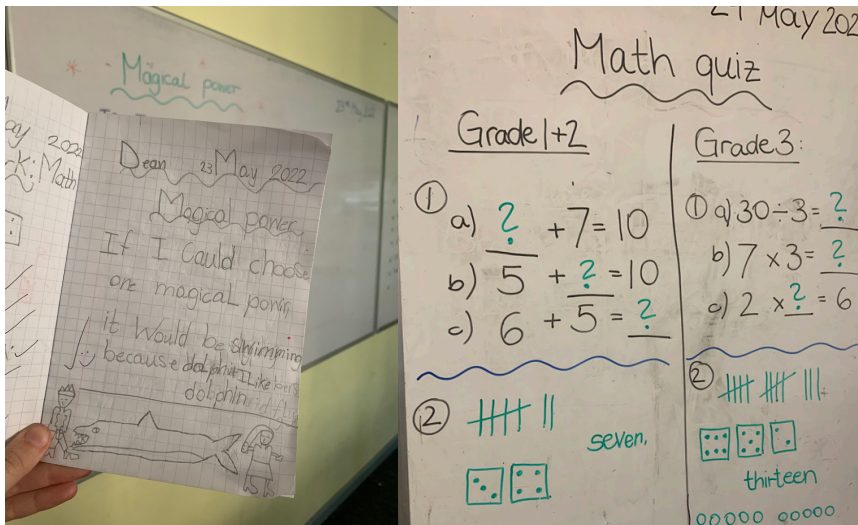 Magical power
2022
K: Math
Dean 23 May 2022
Magical power
If I could choose
one magical power,
it Would be
because dolphin I Like
dolphin
May 202
Math quiz
Grade 1+2
① a) ? + 7 = 10
b) 5 + ? = 10
c) 6 + 5 = ?
② seven.
Grade 3:
① a) 30 ÷ 3 = ?
b) 7 × 3 = ?
c) 2 × ? = 6
②
thirteen